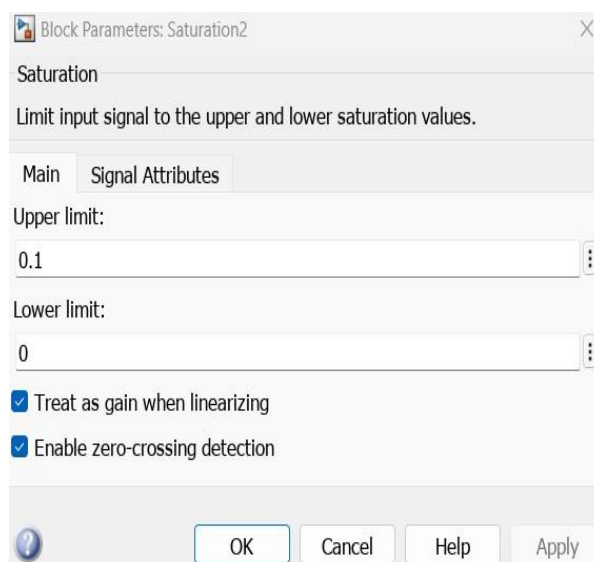 Block Parameters: Saturation2
Saturation
Limit input signal to the upper and lower saturation values.
Main Signal Attributes
Upper limit:
0.1
Lower limit:
0
Treat as gain when linearizing
Enable zero-crossing detection
OK Cancel Help Apply